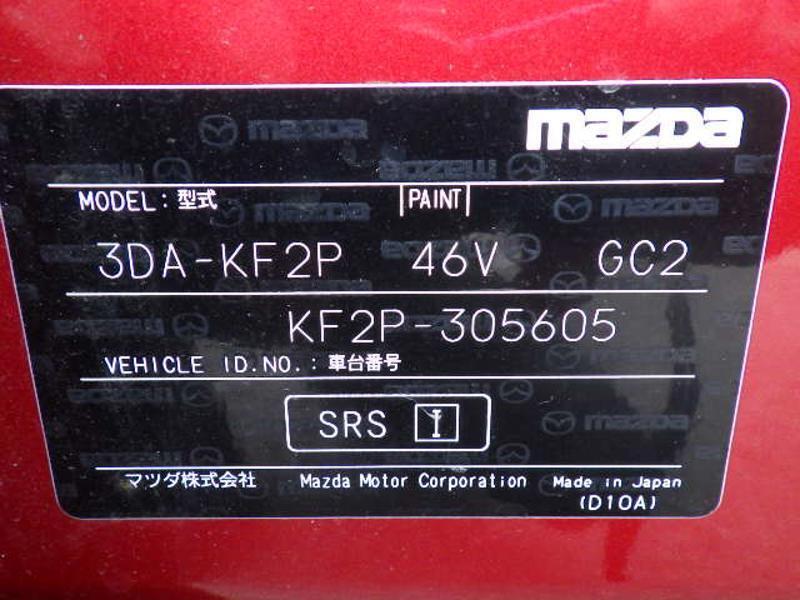 mazda
MODEL:型式 PAINT
3DA-KF2P 46V GC2
KF2P-305605
VEHICLE ID.NO.:車台番号
SRS I
マツダ株式会社 Mazda Motor Corporation Made in Japan
(D10A)